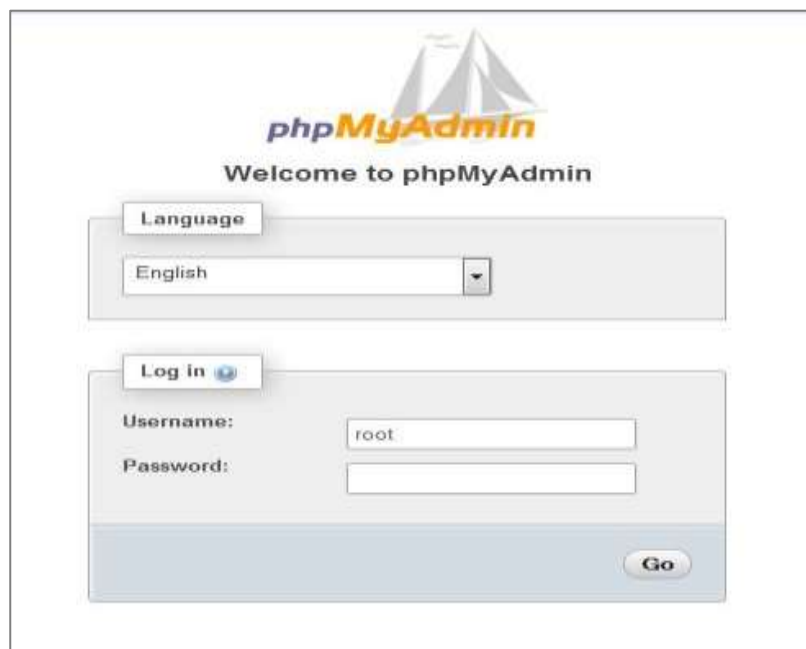 phpMyAdmin
Welcome to phpMyAdmin
Language
English
Log in
Username:
root
Password:
Go